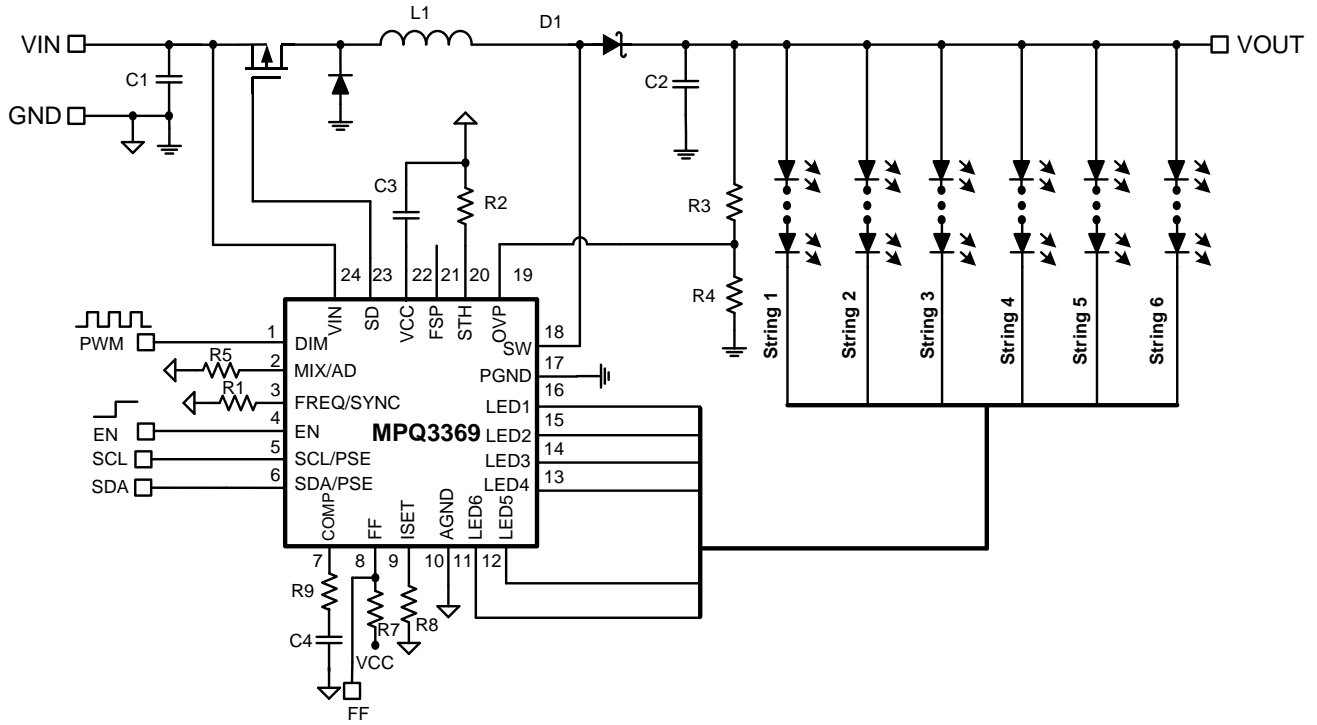 L1
D1
VIN
VOUT
C1
C2
GND
C3
R2
R3
24
23
22
21
20
19
R4
VIN
SD
VCC
FSP
STH
OVP
String 1
String 2
String 3
String 4
String 5
String 6
PWM
1
DIM
SW
18
R5
2
MIX/AD
PGND
17
R1
3
FREQ/SYNC
LED1
16
EN
4
EN
MPQ3369
LED2
15
SCL
5
SCL/PSE
LED3
14
SDA
6
SDA/PSE
LED4
13
COMP
FF
ISET
AGND
LED6
LED5
7
8
9
10
11
12
R9
R7
R8
C4
VCC
FF